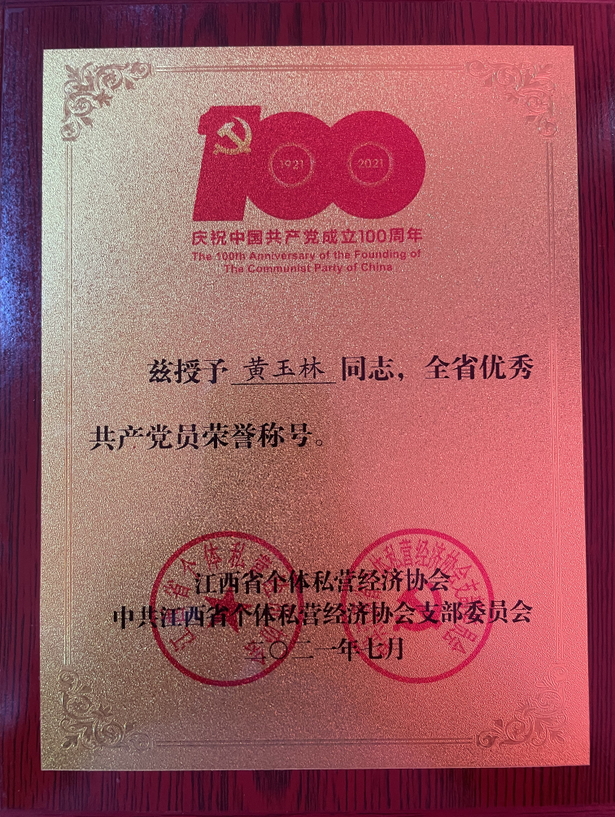 100
1921
2021
庆祝中国共产党成立100周年
The 100th Anniversary of the Founding of
The Communist Party of China
兹授予 黄玉林 同志，全省优秀
共产党员荣誉称号。
江西省个体私营经济协会
中共江西省个体私营经济协会支部委员会
二〇二一年七月